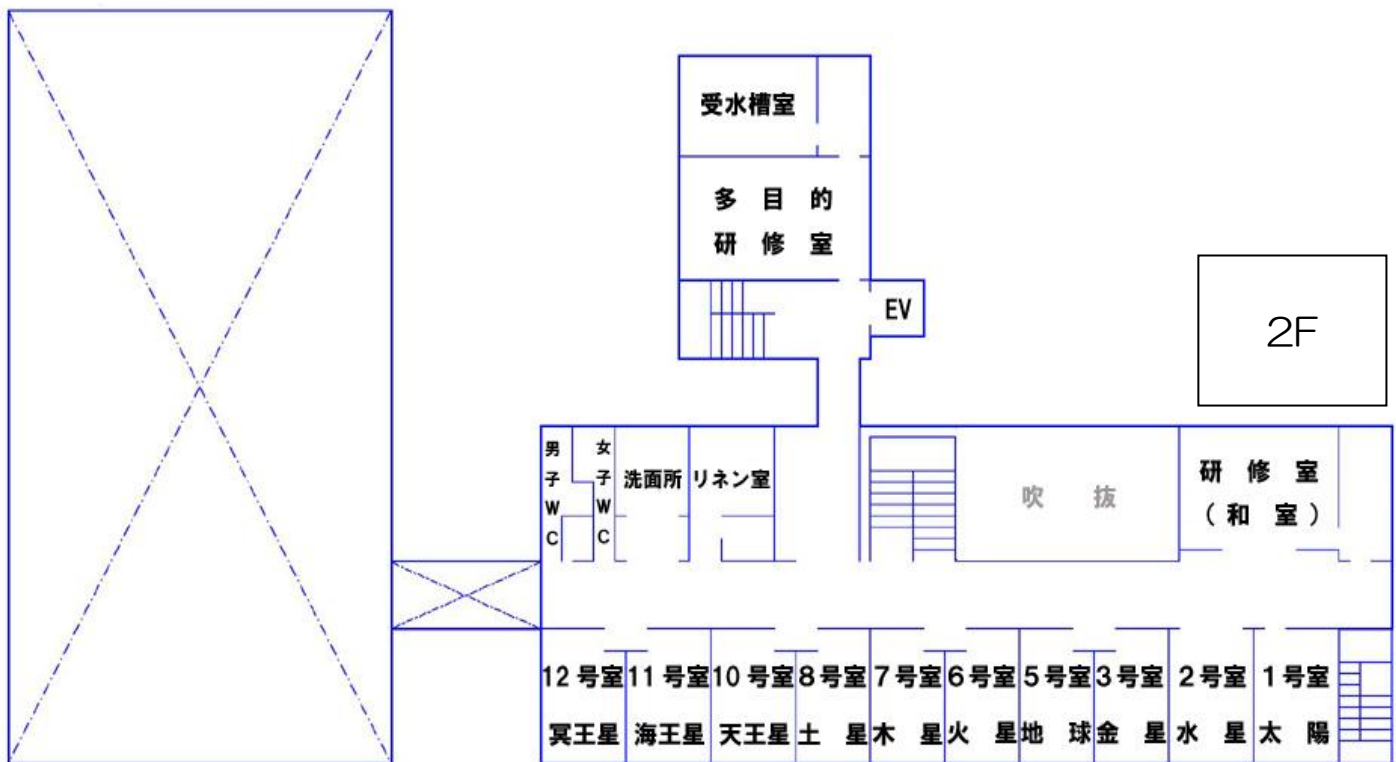 受水槽室
多目的
研修室
EV
2F
男子WC
女子WC
洗面所
リネン室
吹抜
研修室
(和室)
12号室
冥王星
11号室
海王星
10号室
天王星
8号室
土星
7号室
木星
6号室
火星
5号室
地球
3号室
金星
2号室
水星
1号室
太陽